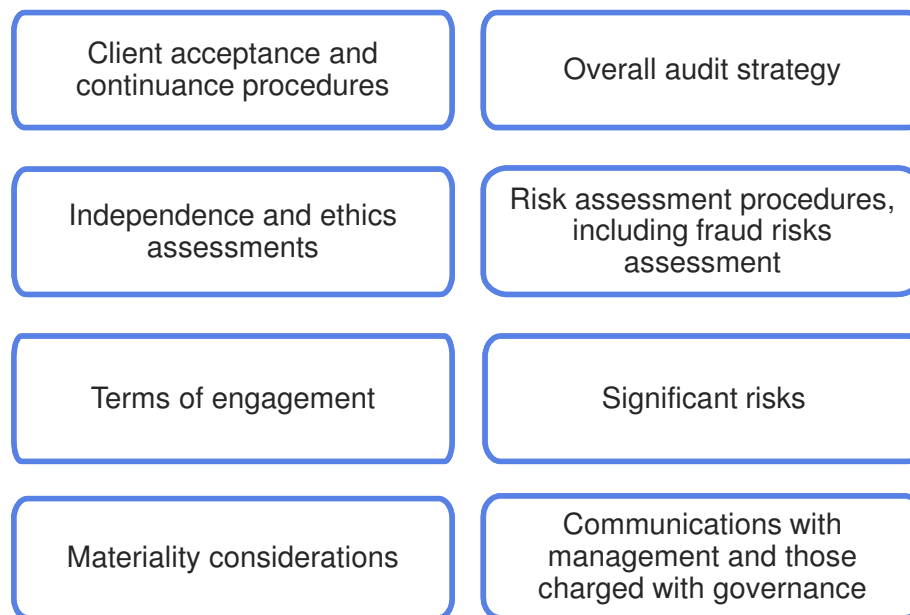 Client acceptance and
continuance procedures
Overall audit strategy
Independence and ethics
assessments
Risk assessment procedures,
including fraud risks
assessment
Terms of engagement
Significant risks
Materiality considerations
Communications with
management and those
charged with governance